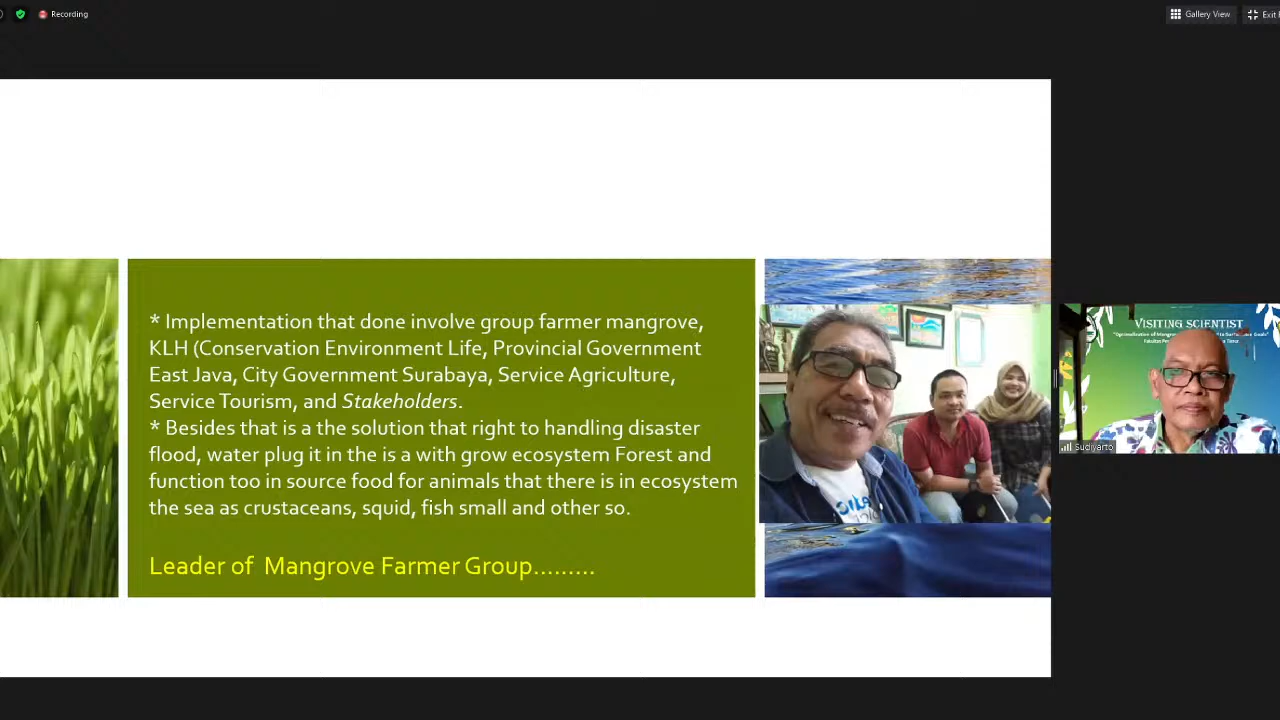 Recording
Gallery View
Exit
* Implementation that done involve group farmer mangrove,
KLH (Conservation Environment Life, Provincial Government
East Java, City Government Surabaya, Service Agriculture,
Service Tourism, and Stakeholders.
* Besides that is a the solution that right to handling disaster
flood, water plug it in the is a with grow ecosystem Forest and
function too in source food for animals that there is in ecosystem
the sea as crustaceans, squid, fish small and other so.
Leader of Mangrove Farmer Group.........
VISITING SCIENTIST
Sudiyarto